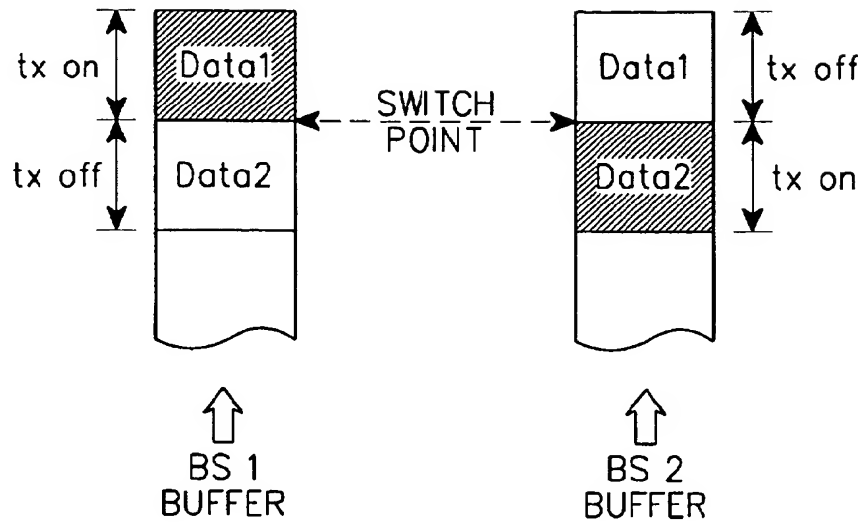 tx on
Data1
Data1
tx off
SWITCH
POINT
tx off
Data2
Data2
tx on
BS 1
BUFFER
BS 2
BUFFER